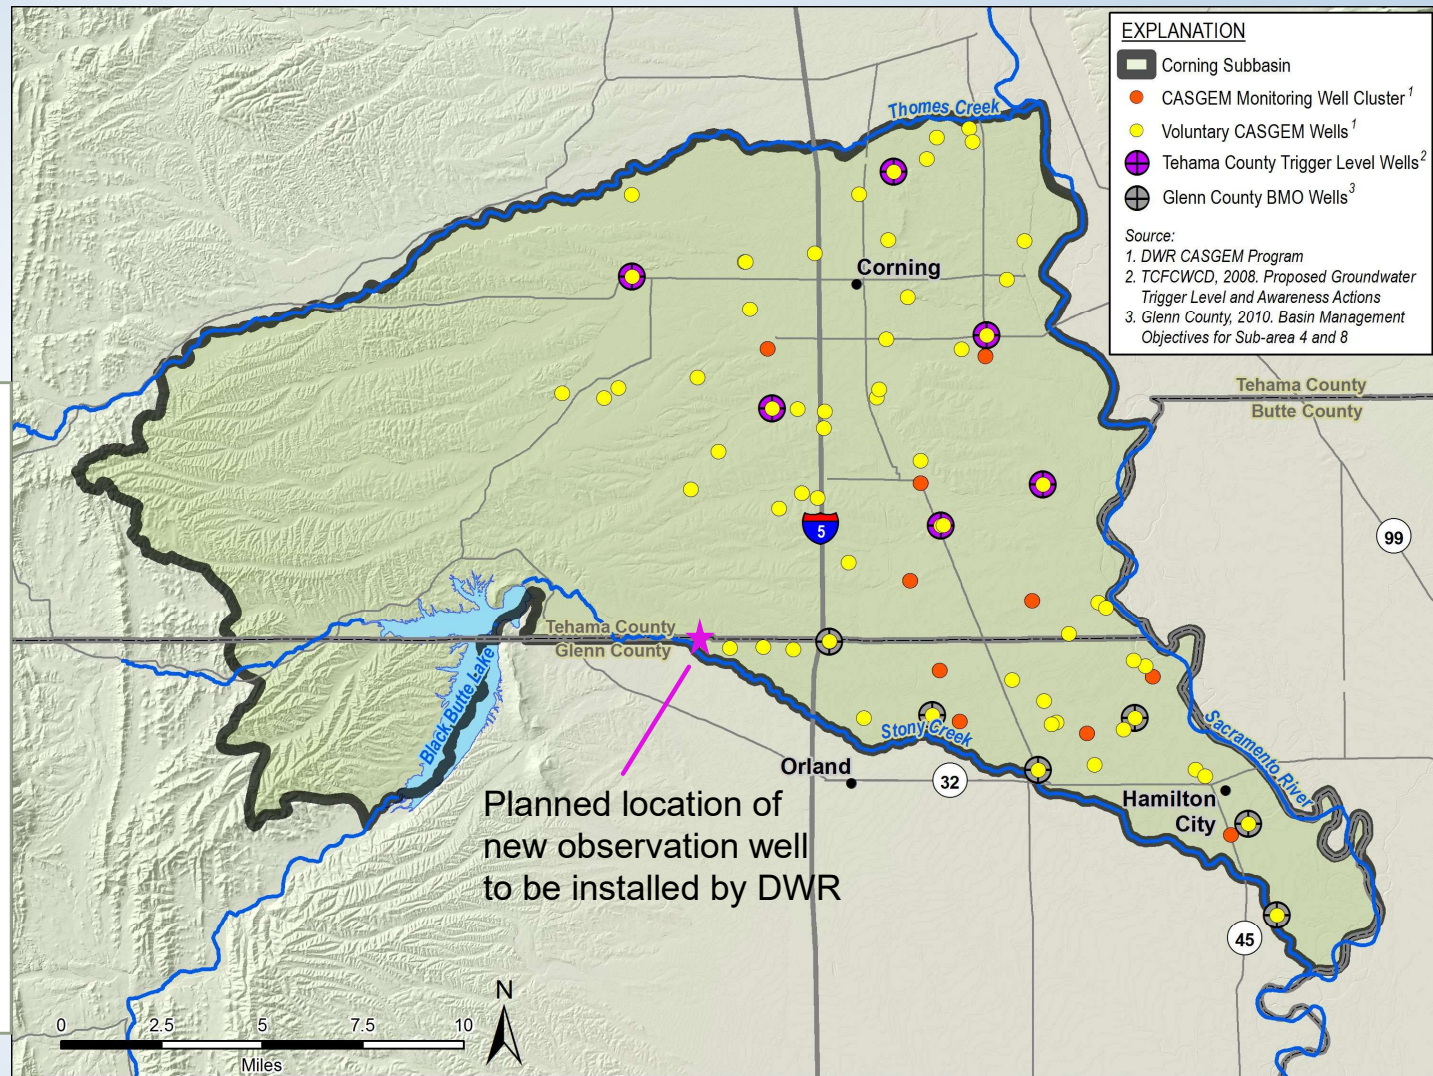 EXPLANATION
Corning Subbasin
CASGEM Monitoring Well Cluster 1
Voluntary CASGEM Wells 1
Tehama County Trigger Level Wells 2
Glenn County BMO Wells 3
Source:
1. DWR CASGEM Program
2. TCFCWCD, 2008. Proposed Groundwater
Trigger Level and Awareness Actions
3. Glenn County, 2010. Basin Management
Objectives for Sub-area 4 and 8
Thomes Creek
Corning
Tehama County
Butte County
5
99
Tehama County
Glenn County
Black Butte Lake
Stony Creek
Sacramento River
Orland
32
Hamilton
City
Planned location of
new observation well
to be installed by DWR
45
N
0 2.5 5 7.5 10
Miles